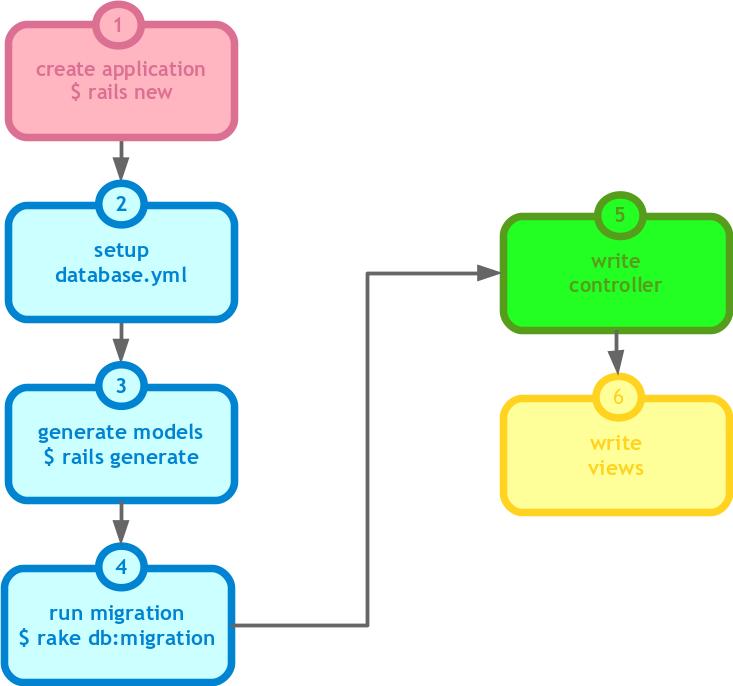 1
create application
$ rails new
2
setup
database.yml
3
generate models
$ rails generate
4
run migration
$ rake db:migration
5
write
controller
6
write
views